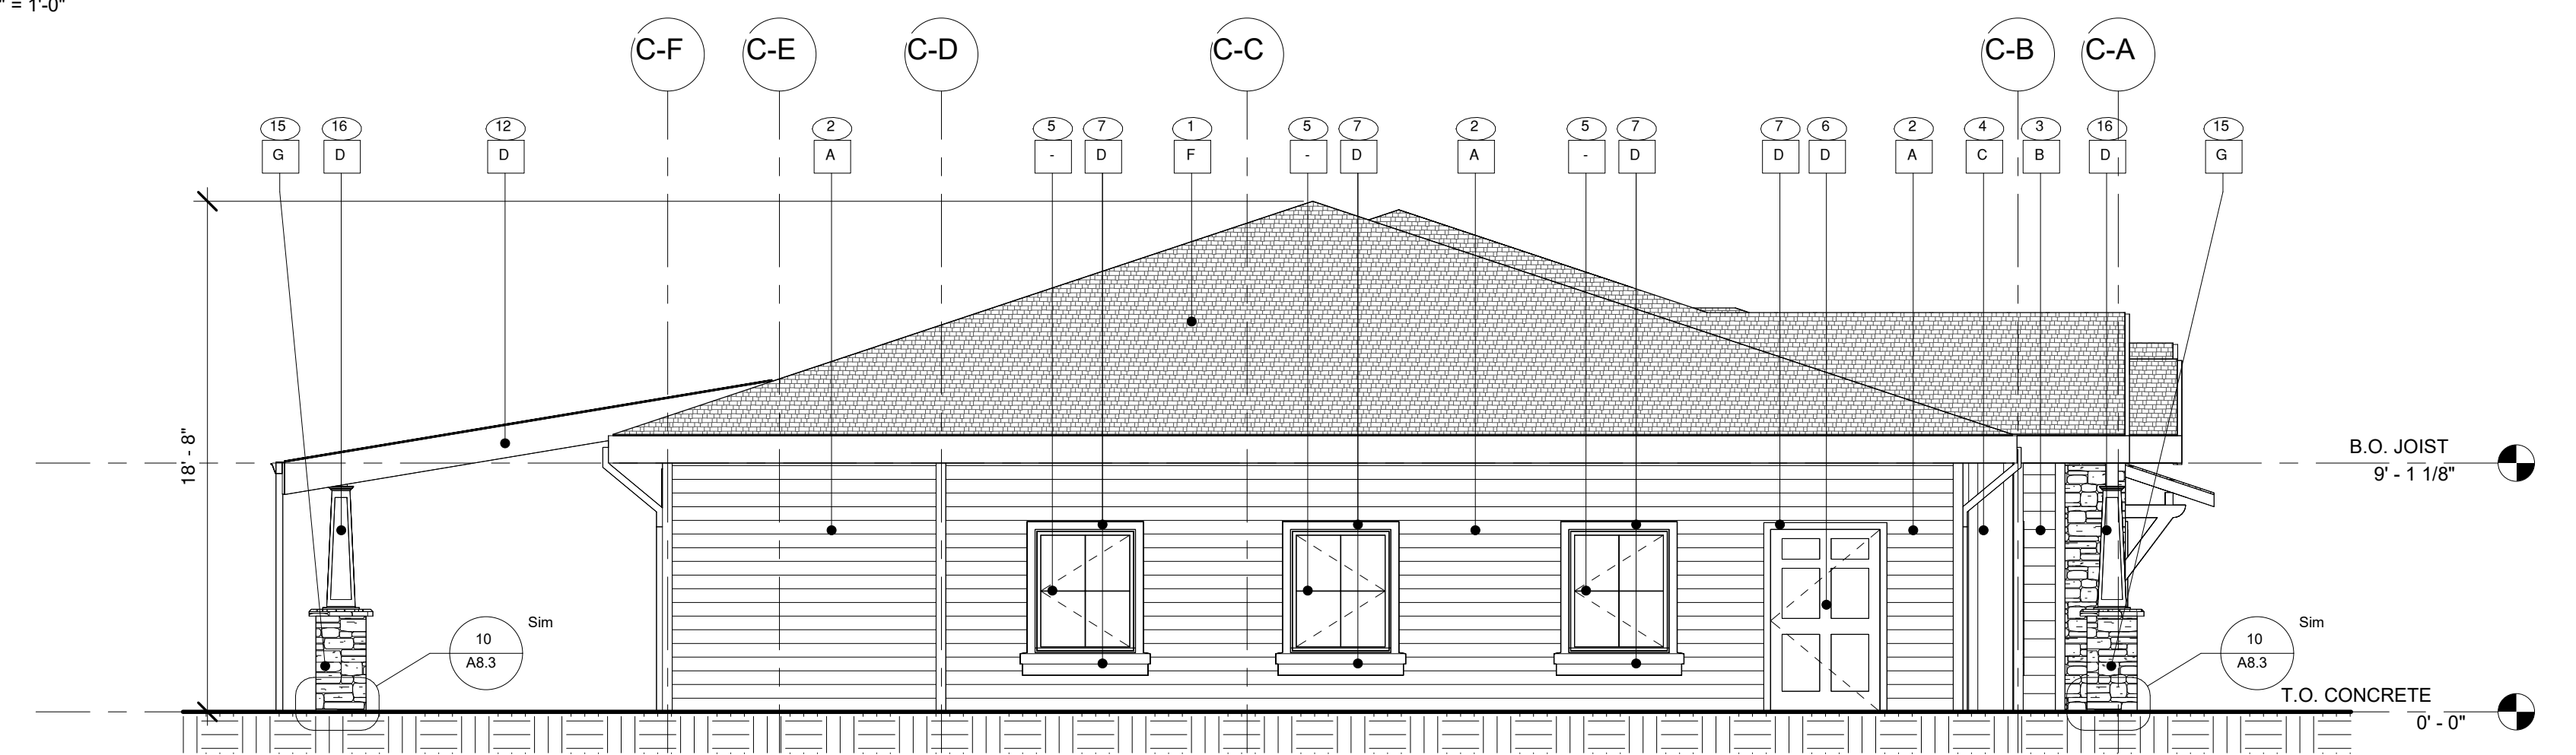 " = 1'-0"
C-F
C-E
C-D
C-C
C-B
C-A
15 16 12 2 5 7 1 5 7 2 5 7 7 6 2 4 3 16 15
G D D A - D F - D A - D D D A C B D G
18' - 8"
B.O. JOIST
9' - 1 1/8"
10
A8.3
Sim
10
A8.3
Sim
T.O. CONCRETE
0' - 0"